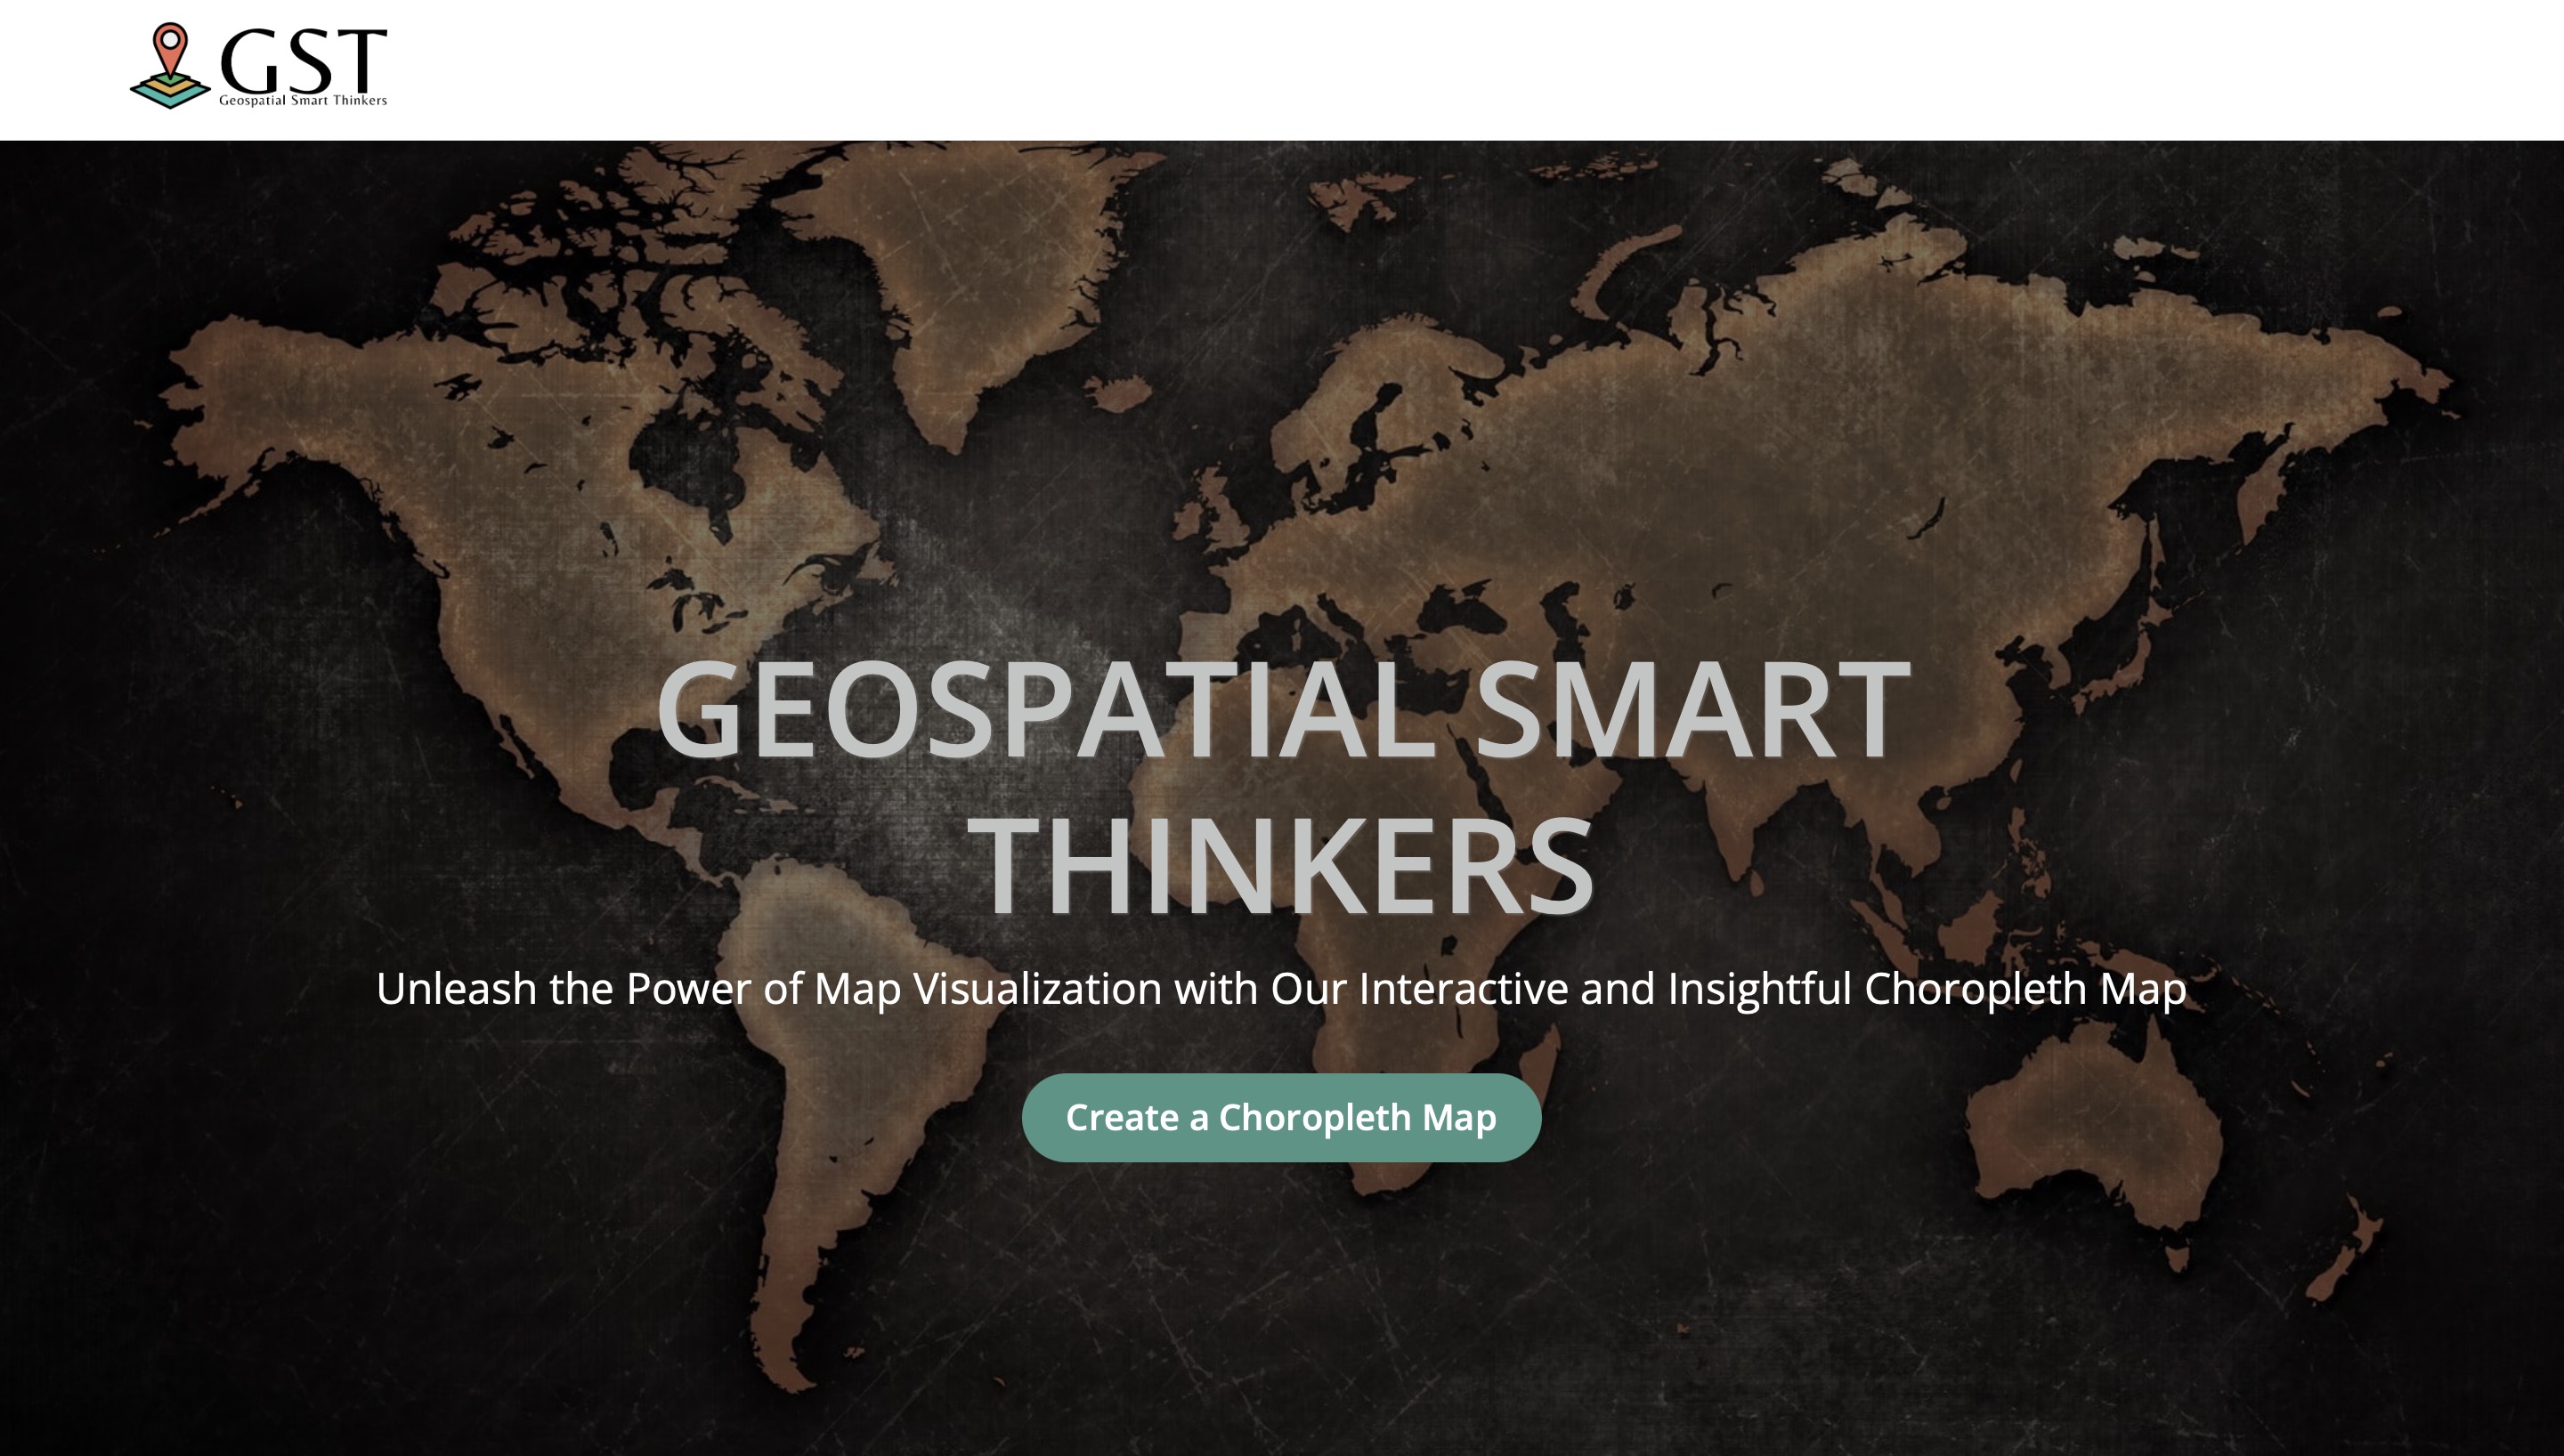 GST
Geospatial Smart Thinkers
GEOSPATIAL SMART
THINKERS
Unleash the Power of Map Visualization with Our Interactive and Insightful Choropleth Map
Create a Choropleth Map